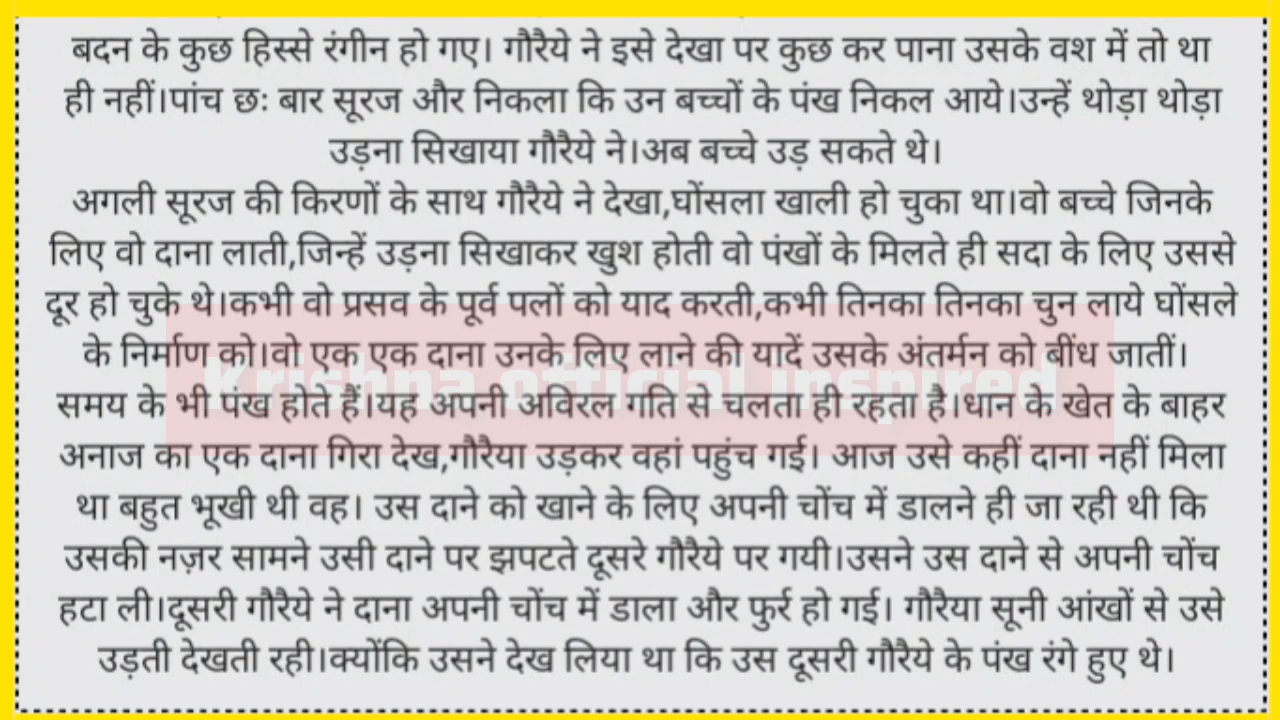 बदन के कुछ हिस्से रंगीन हो गए। गौरैये ने इसे देखा पर कुछ कर पाना उसके वश में तो था
ही नहीं।पांच छः बार सूरज और निकला कि उन बच्चों के पंख निकल आये।उन्हें थोड़ा थोड़ा
उड़ना सिखाया गौरैये ने।अब बच्चे उड़ सकते थे।
अगली सूरज की किरणों के साथ गौरैये ने देखा,घोंसला खाली हो चुका था।वो बच्चे जिनके
लिए वो दाना लाती,जिन्हें उड़ना सिखाकर खुश होती वो पंखों के मिलते ही सदा के लिए उससे
दूर हो चुके थे।कभी वो प्रसव के पूर्व पलों को याद करती,कभी तिनका तिनका चुन लाये घोंसले
के निर्माण को।वो एक एक दाना उनके लिए लाने की यादें उसके अंतर्मन को बींध जातीं।
Krishna official inspired
समय के भी पंख होते हैं।यह अपनी अविरल गति से चलता ही रहता है।धान के खेत के बाहर
अनाज का एक दाना गिरा देख,गौरैया उड़कर वहां पहुंच गई। आज उसे कहीं दाना नहीं मिला
था बहुत भूखी थी वह। उस दाने को खाने के लिए अपनी चोंच में डालने ही जा रही थी कि
उसकी नज़र सामने उसी दाने पर झपटते दूसरे गौरैये पर गयी।उसने उस दाने से अपनी चोंच
हटा ली।दूसरी गौरैये ने दाना अपनी चोंच में डाला और फुर्र हो गई। गौरैया सूनी आंखों से उसे
उड़ती देखती रही।क्योंकि उसने देख लिया था कि उस दूसरी गौरैये के पंख रंगे हुए थे।